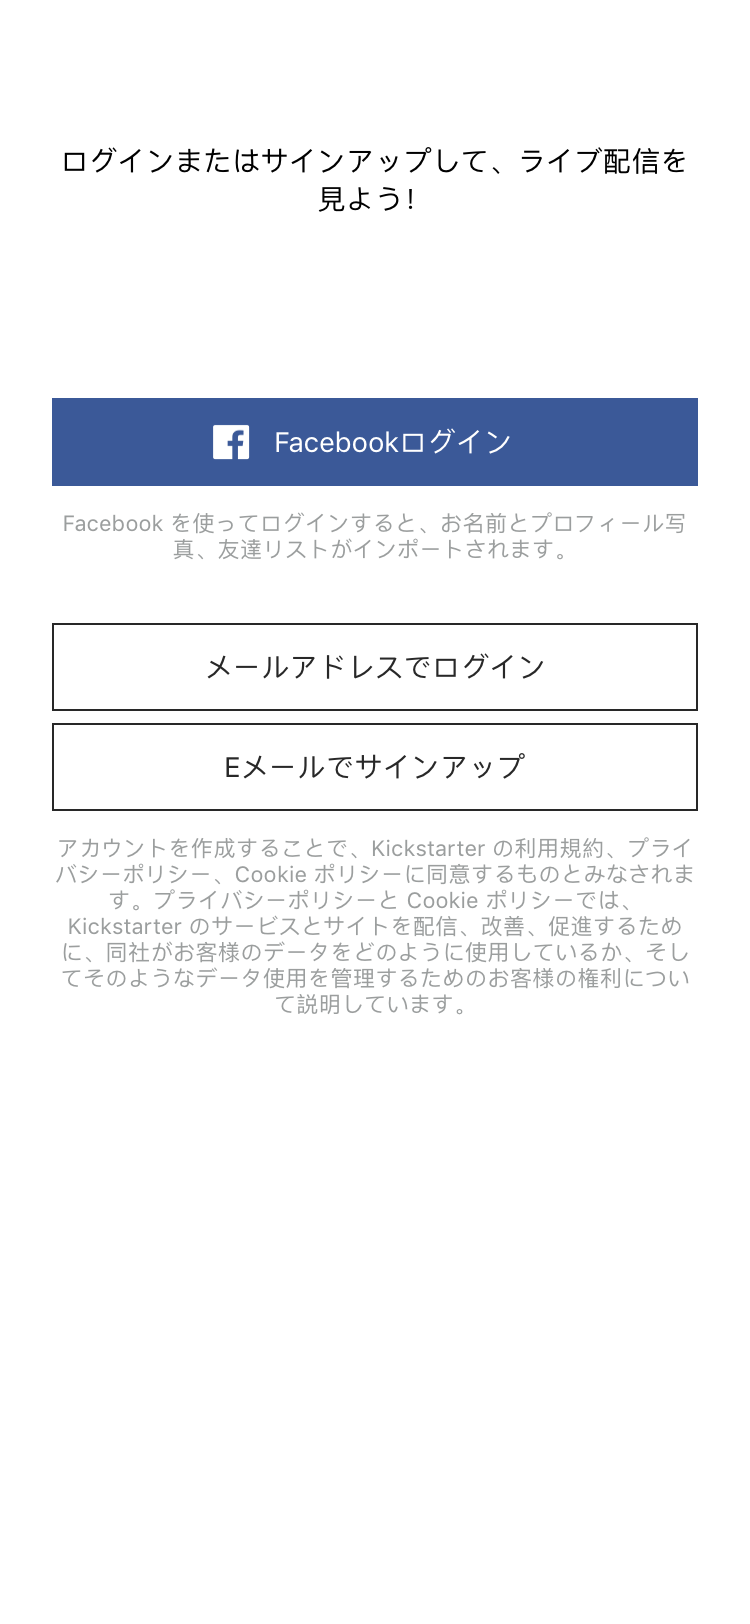 ログインまたはサインアップして、ライブ配信を
見よう!
Facebookログイン
Facebook を使ってログインすると、お名前とプロフィール写
真、友達リストがインポートされます。
メールアドレスでログイン
Eメールでサインアップ
アカウントを作成することで、Kickstarter の利用規約、プライ
バシーポリシー、Cookie ポリシーに同意するものとみなされま
す。プライバシーポリシーと Cookie ポリシーでは、
Kickstarter のサービスとサイトを配信、改善、促進するため
に、同社がお客様のデータをどのように使用しているか、そし
てそのようなデータ使用を管理するためのお客様の権利につい
て説明しています。